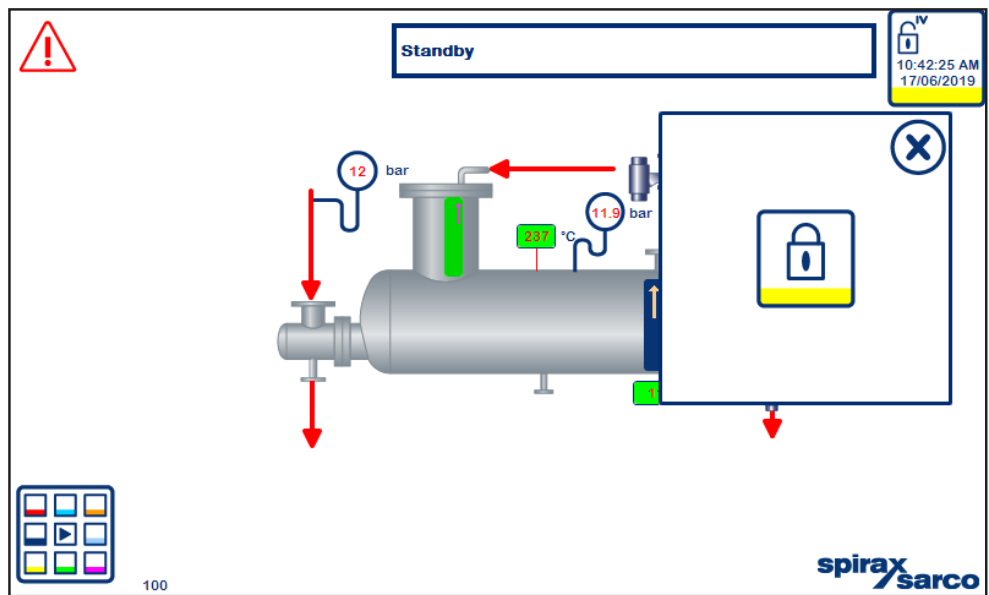 Standby
IV
10:42:25 AM
17/06/2019
12 bar
11.9 bar
237 °C
100
spirax
sarco